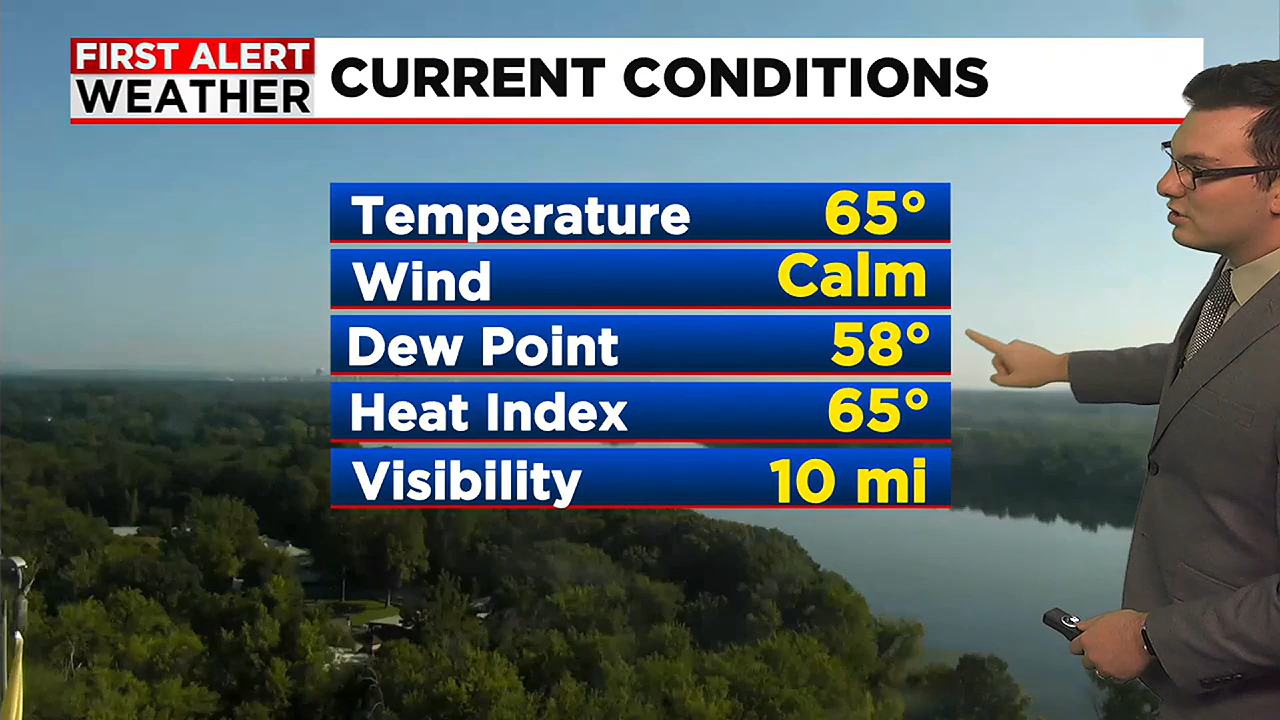 FIRST ALERT
WEATHER
CURRENT CONDITIONS
Temperature 65°
Wind Calm
Dew Point 58°
Heat Index 65°
Visibility 10 mi